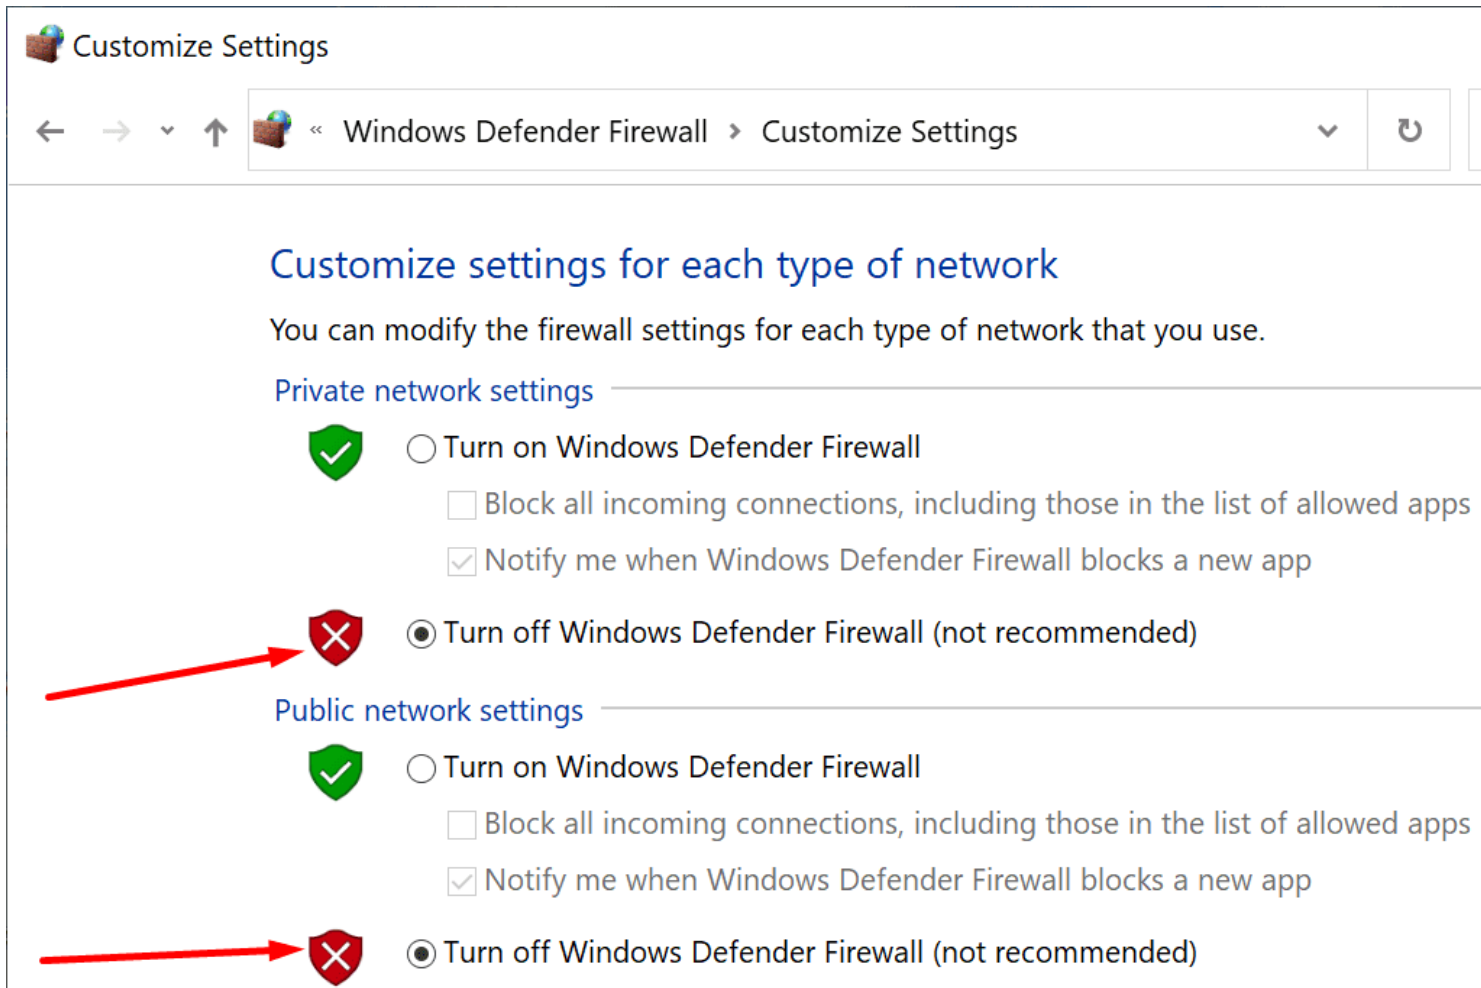 Customize Settings
« Windows Defender Firewall > Customize Settings
Customize settings for each type of network
You can modify the firewall settings for each type of network that you use.
Private network settings
Turn on Windows Defender Firewall
Block all incoming connections, including those in the list of allowed apps
Notify me when Windows Defender Firewall blocks a new app
Turn off Windows Defender Firewall (not recommended)
Public network settings
Turn on Windows Defender Firewall
Block all incoming connections, including those in the list of allowed apps
Notify me when Windows Defender Firewall blocks a new app
Turn off Windows Defender Firewall (not recommended)